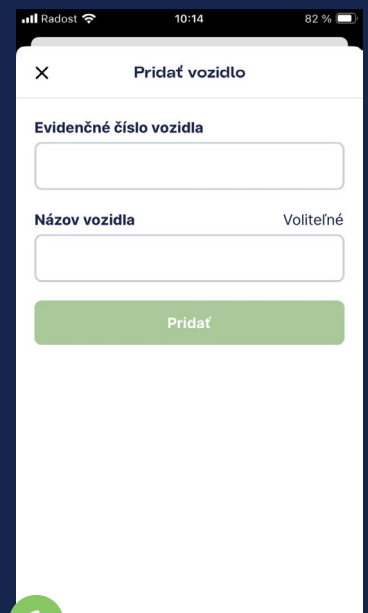 Radost 10:14 82 %
Pridať vozidlo
Evidenčné číslo vozidla
Názov vozidla Voliteľné
Pridať